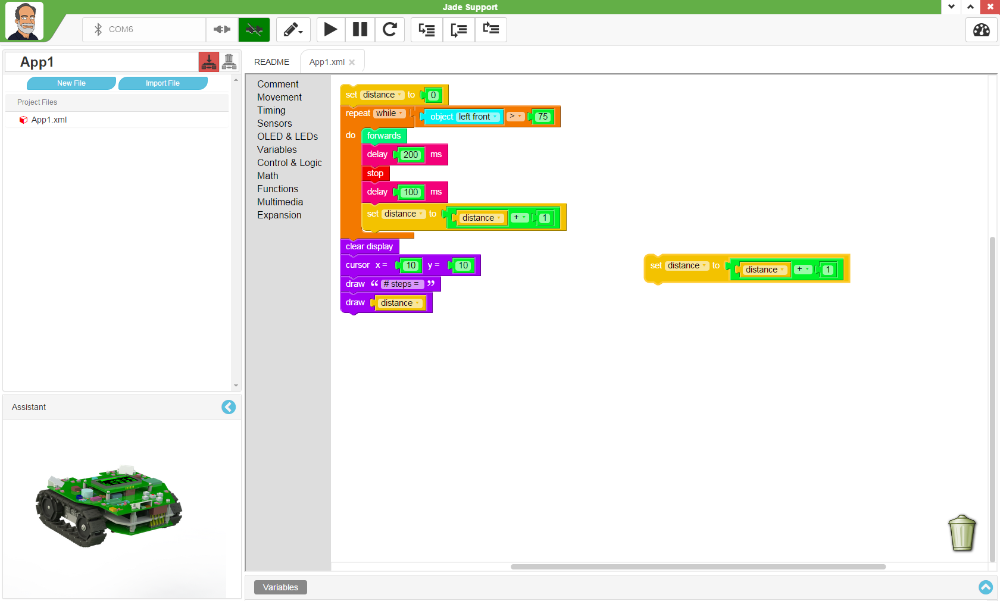 Jade Support
COM6
App1
README
App1.xml
New File
Import File
Project Files
App1.xml
Comment
Movement
Timing
Sensors
OLED & LEDs
Variables
Control & Logic
Math
Functions
Multimedia
Expansion
set distance to 0
repeat while object left front > 75
do forwards
delay 200 ms
stop
delay 100 ms
set distance to distance + 1
clear display
cursor x = 10 y = 10
draw “ # steps = ”
draw distance
set distance to distance + 1
Assistant
Variables